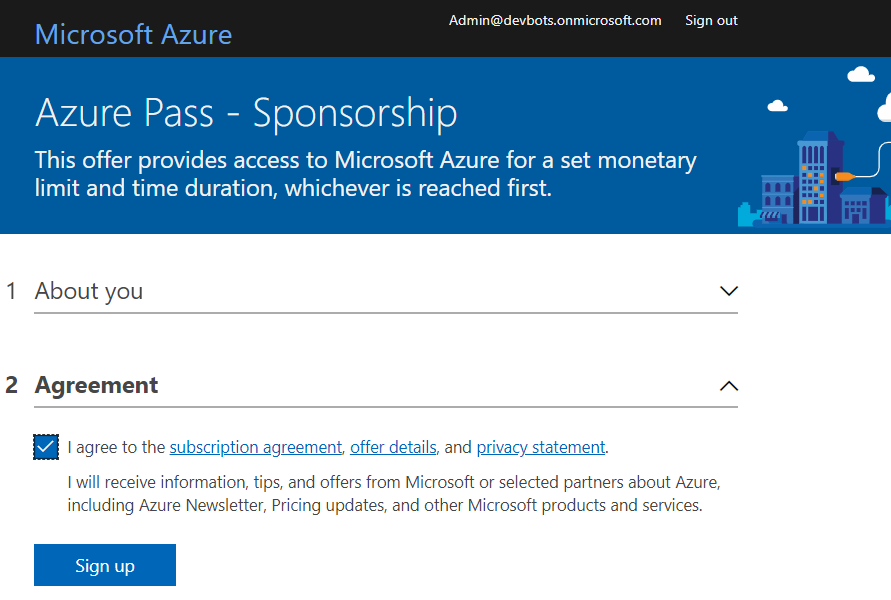 Microsoft Azure
Admin@devbots.onmicrosoft.com Sign out
Azure Pass - Sponsorship
This offer provides access to Microsoft Azure for a set monetary
limit and time duration, whichever is reached first.
1 About you
2 Agreement
I agree to the subscription agreement, offer details, and privacy statement.
I will receive information, tips, and offers from Microsoft or selected partners about Azure,
including Azure Newsletter, Pricing updates, and other Microsoft products and services.
Sign up